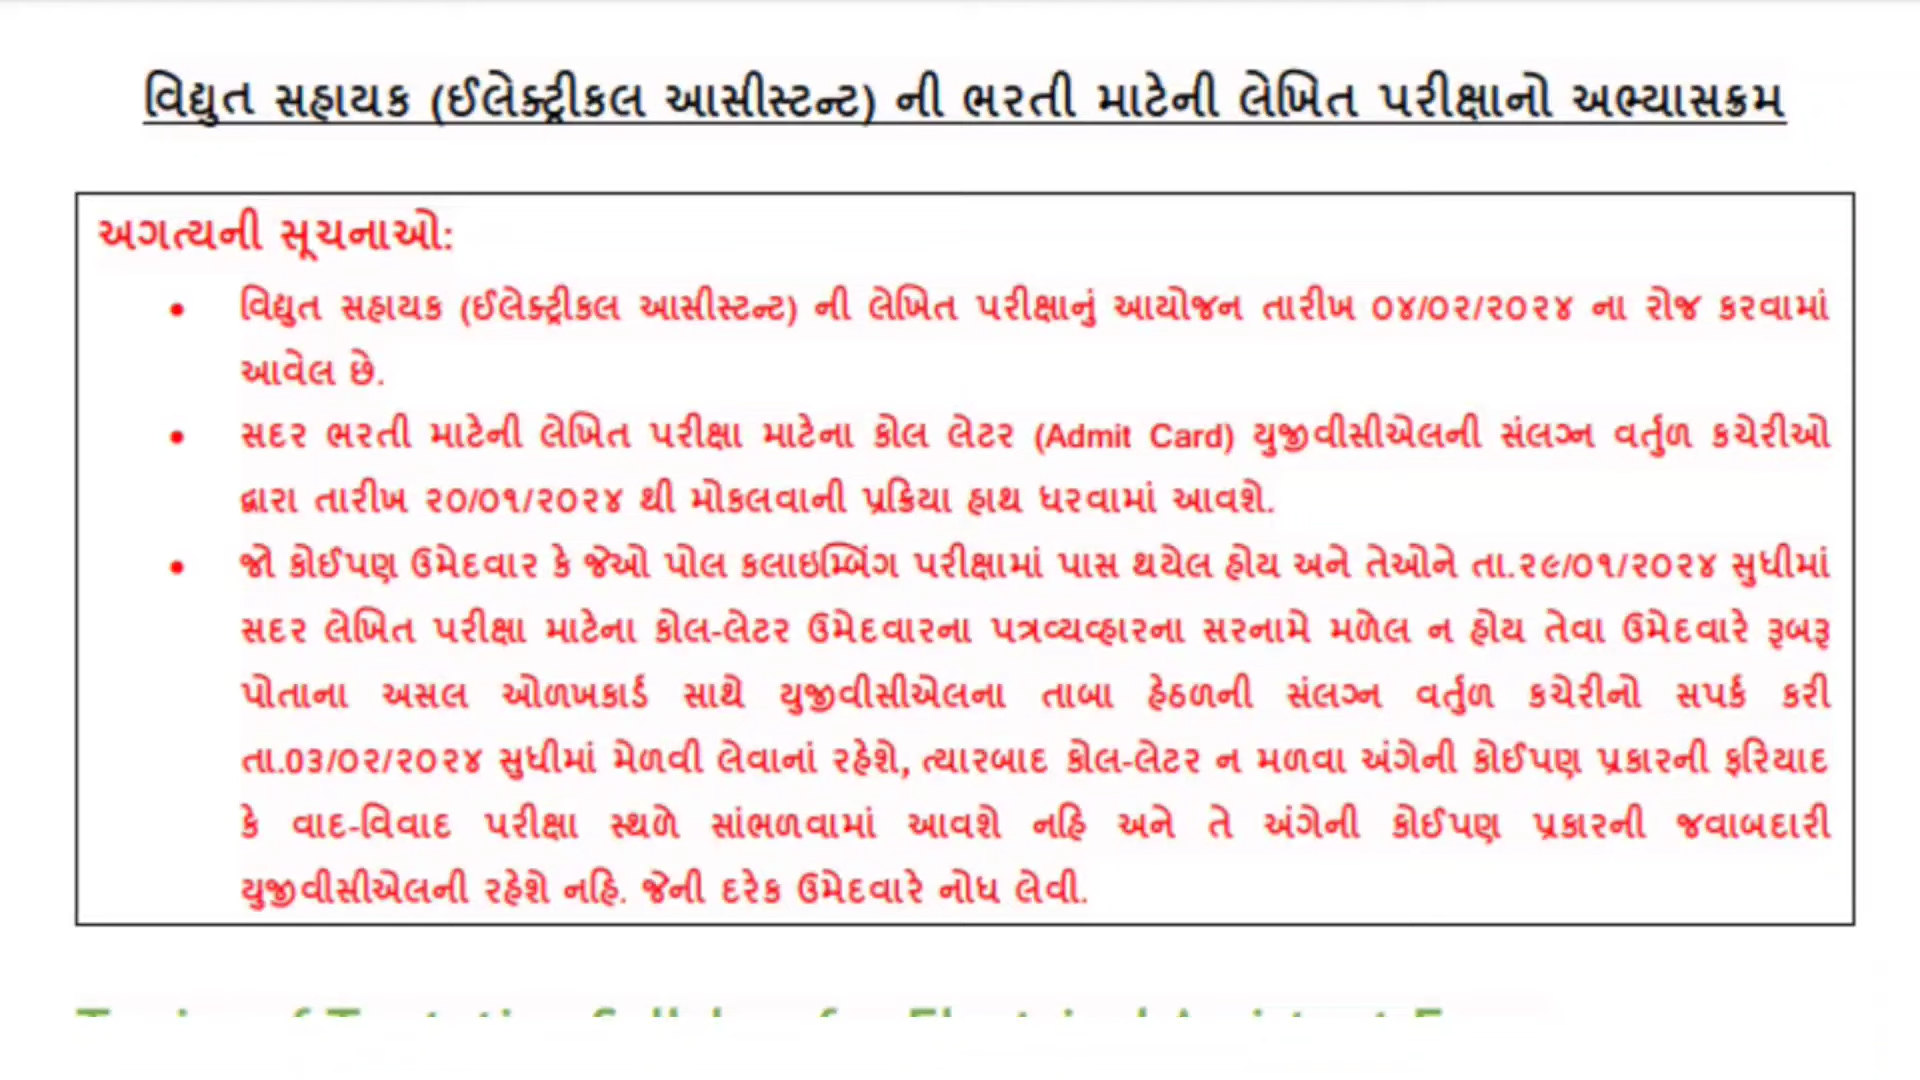 વિદ્યુત સહાયક (ઈલેક્ટ્રીકલ આસીસ્ટન્ટ) ની ભરતી માટેની લેખિત પરીક્ષાનો અભ્યાસક્રમ
અગત્યની સૂચનાઓ:
• વિદ્યુત સહાયક (ઈલેક્ટ્રીકલ આસીસ્ટન્ટ) ની લેખિત પરીક્ષાનું આયોજન તારીખ ૦૪/૦૨/૨૦૨૪ ના રોજ કરવામાં
આવેલ છે.
• સદર ભરતી માટેની લેખિત પરીક્ષા માટેના કોલ લેટર (Admit Card) યુજીવીસીએલની સંલગ્ન વર્તુળ કચેરીઓ
દ્વારા તારીખ ૨૦/૦૧/૨૦૨૪ થી મોકલવાની પ્રક્રિયા હાથ ધરવામાં આવશે.
• જો કોઈપણ ઉમેદવાર કે જેઓ પોલ કલાઇમ્બિંગ પરીક્ષામાં પાસ થયેલ હોય અને તેઓને તા.૨૯/૦૧/૨૦૨૪ સુધીમાં
સદર લેખિત પરીક્ષા માટેના કોલ-લેટર ઉમેદવારના પત્રવ્યવ્હારના સરનામે મળેલ ન હોય તેવા ઉમેદવારે રૂબરૂ
પોતાના અસલ ઓળખકાર્ડ સાથે યુજીવીસીએલના તાબા હેઠળની સંલગ્ન વર્તુળ કચેરીનો સપર્ક કરી
તા.૦૩/૦૨/૨૦૨૪ સુધીમાં મેળવી લેવાનાં રહેશે, ત્યારબાદ કોલ-લેટર ન મળવા અંગેની કોઈપણ પ્રકારની ફરિયાદ
કે વાદ-વિવાદ પરીક્ષા સ્થળે સાંભળવામાં આવશે નહિ અને તે અંગેની કોઈપણ પ્રકારની જવાબદારી
યુજીવીસીએલની રહેશે નહિ. જેની દરેક ઉમેદવારે નોધ લેવી.